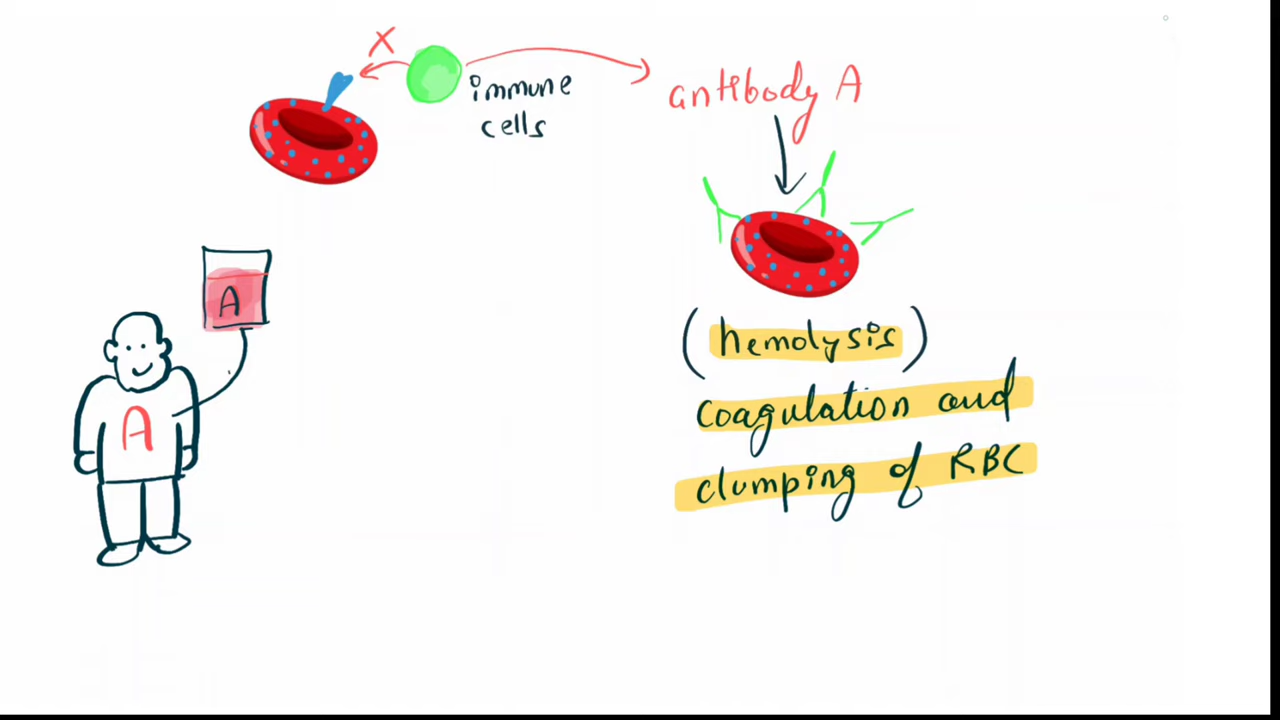 X
immune
cells
antibody A
A
A
(hemolysis)
coagulation and
clumping of RBC